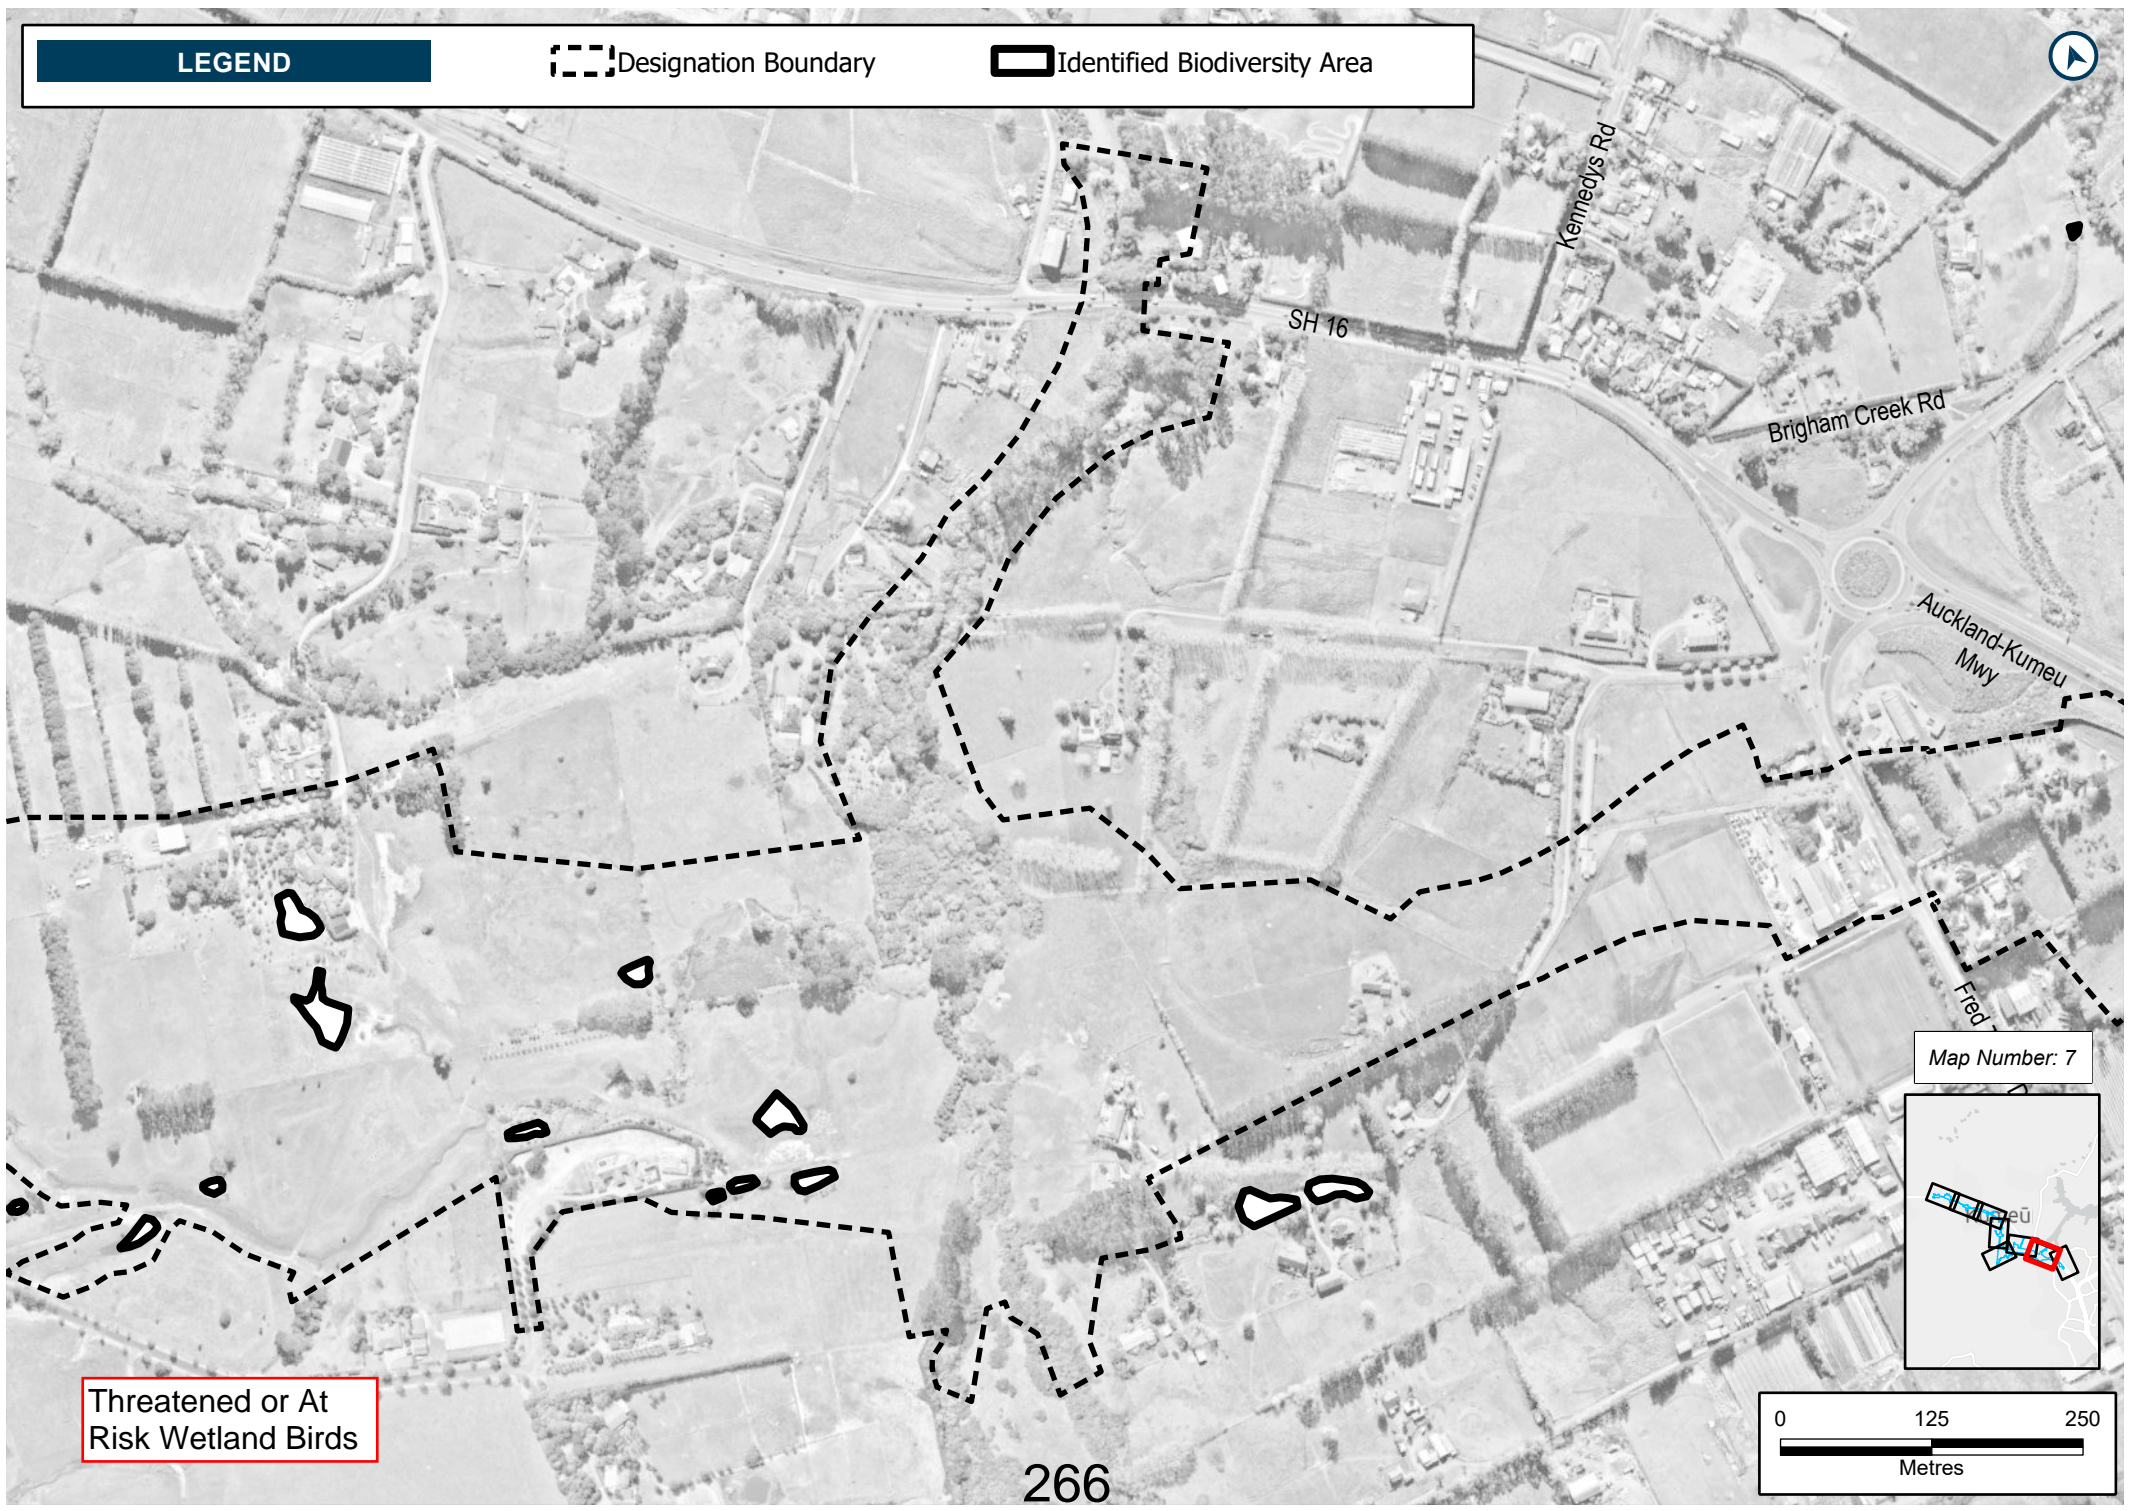 LEGEND
Designation Boundary
Identified Biodiversity Area
Kennedys Rd
SH 16
Brigham Creek Rd
Auckland-Kumeu
Mwy
Fred
Map Number: 7
Threatened or At
Risk Wetland Birds
0 125 250
Metres
266